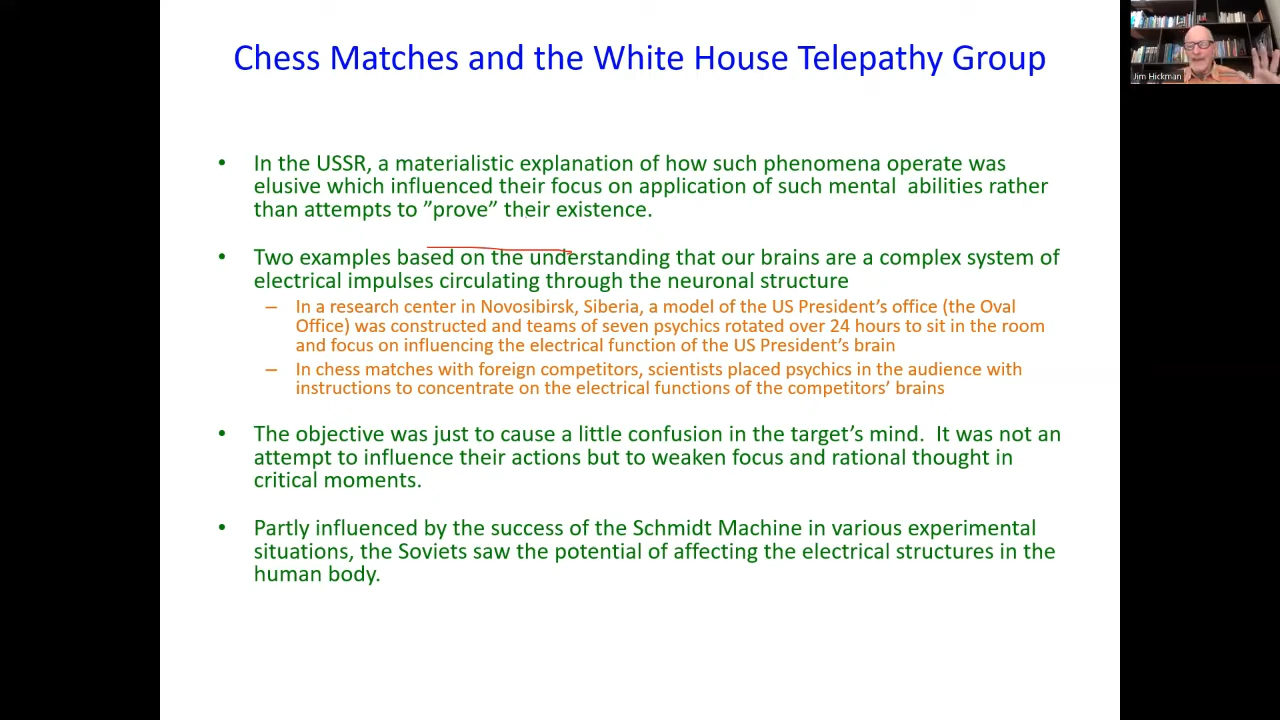 Chess Matches and the White House Telepathy Group
Jim Hickman
• In the USSR, a materialistic explanation of how such phenomena operate was
elusive which influenced their focus on application of such mental  abilities rather
than attempts to ”prove” their existence.
• Two examples based on the understanding that our brains are a complex system of
electrical impulses circulating through the neuronal structure
– In a research center in Novosibirsk, Siberia, a model of the US President’s office (the Oval
Office) was constructed and teams of seven psychics rotated over 24 hours to sit in the room
and focus on influencing the electrical function of the US President’s brain
– In chess matches with foreign competitors, scientists placed psychics in the audience with
instructions to concentrate on the electrical functions of the competitors’ brains
• The objective was just to cause a little confusion in the target’s mind.  It was not an
attempt to influence their actions but to weaken focus and rational thought in
critical moments.
• Partly influenced by the success of the Schmidt Machine in various experimental
situations, the Soviets saw the potential of affecting the electrical structures in the
human body.